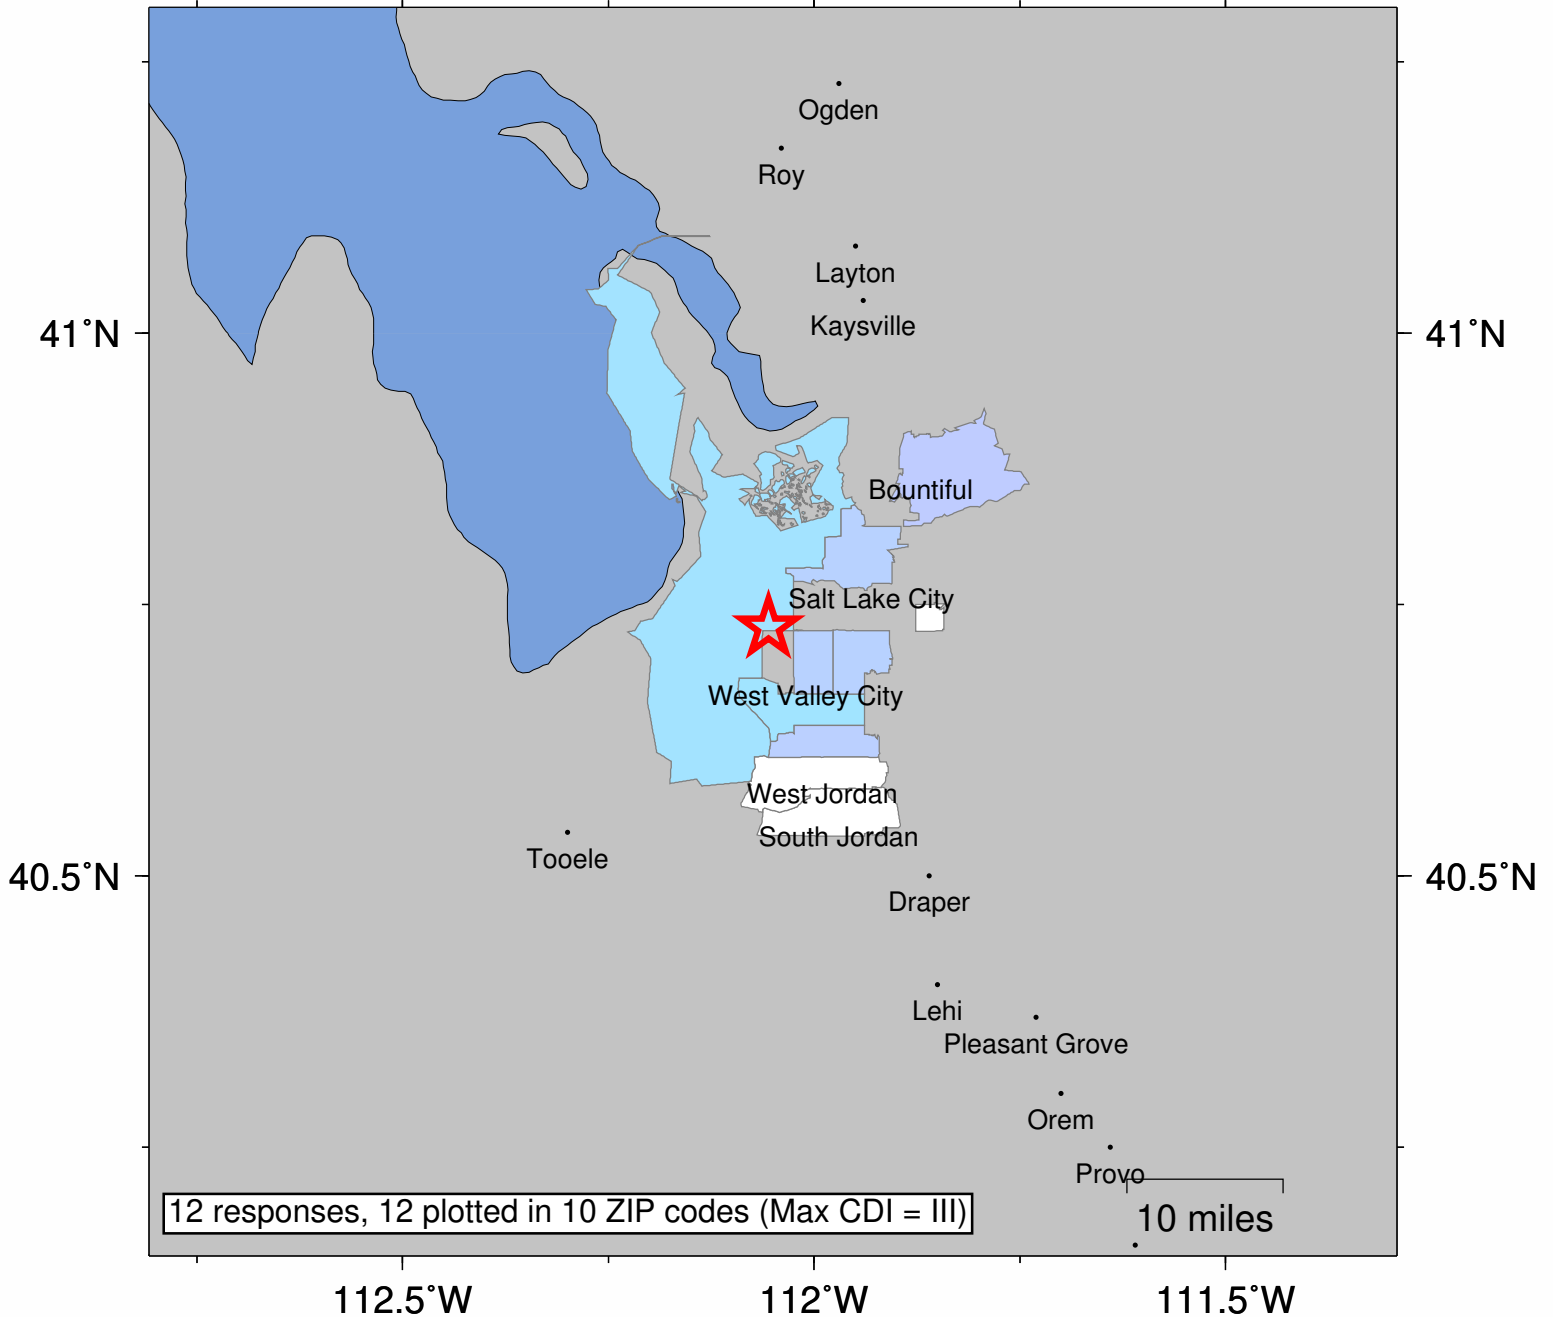 Ogden
Roy
Layton
Kaysville
41˚N
41˚N
Bountiful
Salt Lake City
West Valley City
West Jordan
South Jordan
Tooele
40.5˚N
40.5˚N
Draper
Lehi
Pleasant Grove
Orem
Provo
12 responses, 12 plotted in 10 ZIP codes (Max CDI = III)
10 miles
112.5˚W
112˚W
111.5˚W